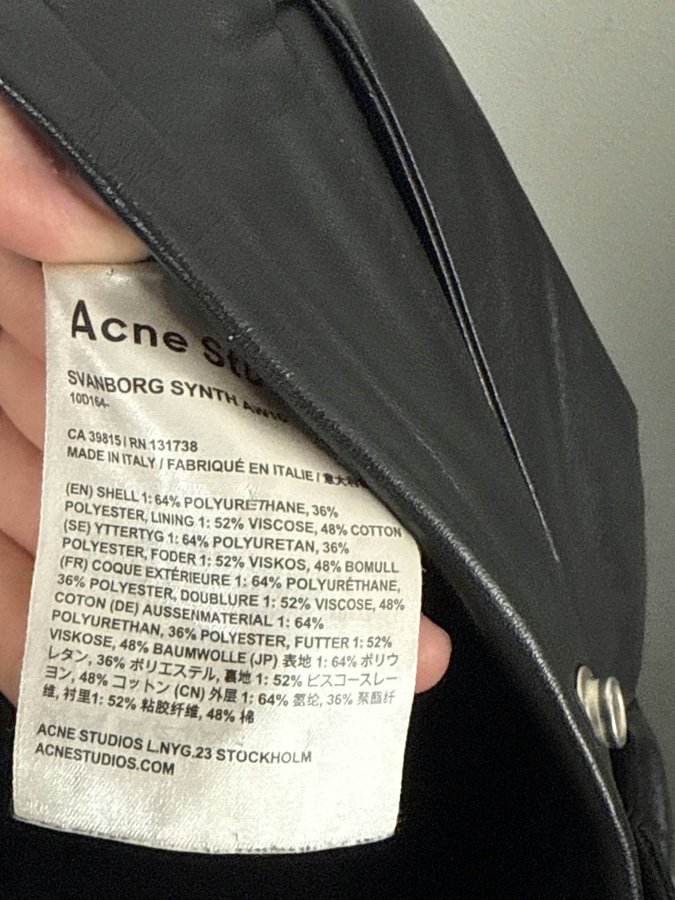 Acne Stu
SVANBORG SYNTH AW16
10D164-
CA 39815 | RN 131738
MADE IN ITALY / FABRIQUÉ EN ITALIE / 意大利
(EN) SHELL 1: 64% POLYURETHANE, 36%
POLYESTER, LINING 1: 52% VISCOSE, 48% COTTON
(SE) YTTERTYG 1: 64% POLYURETAN, 36%
POLYESTER, FODER 1: 52% VISKOS, 48% BOMULL
(FR) COQUE EXTÉRIEURE 1: 64% POLYURÉTHANE,
36% POLYESTER, DOUBLURE 1: 52% VISCOSE, 48%
COTON (DE) AUSSENMATERIAL 1: 64%
POLYURETHAN, 36% POLYESTER, FUTTER 1: 52%
VISKOSE, 48% BAUMWOLLE (JP) 表地 1: 64% ポリウ
レタン, 36% ポリエステル, 裏地 1: 52% ビスコースレー
ヨン, 48% コットン (CN) 外层 1: 64% 氨纶, 36% 聚酯纤
维, 衬里1: 52% 粘胶纤维, 48% 棉
ACNE STUDIOS L.NYG.23 STOCKHOLM
ACNESTUDIOS.COM